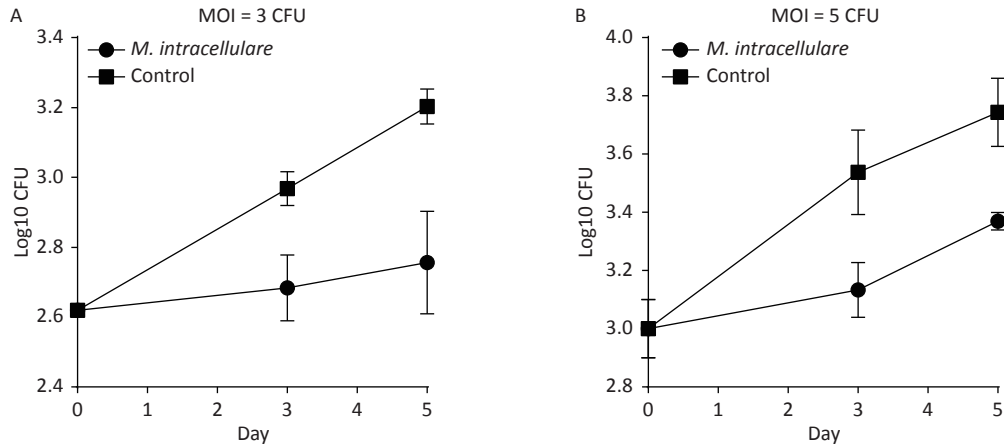 A
MOI = 3 CFU
3.4
3.2
3.0
2.8
2.6
2.4
Log10 CFU
M. intracellulare
Control
0 1 2 3 4 5
Day
B
MOI = 5 CFU
4.0
3.8
3.6
3.4
3.2
3.0
2.8
Log10 CFU
M. intracellulare
Control
0 1 2 3 4 5
Day